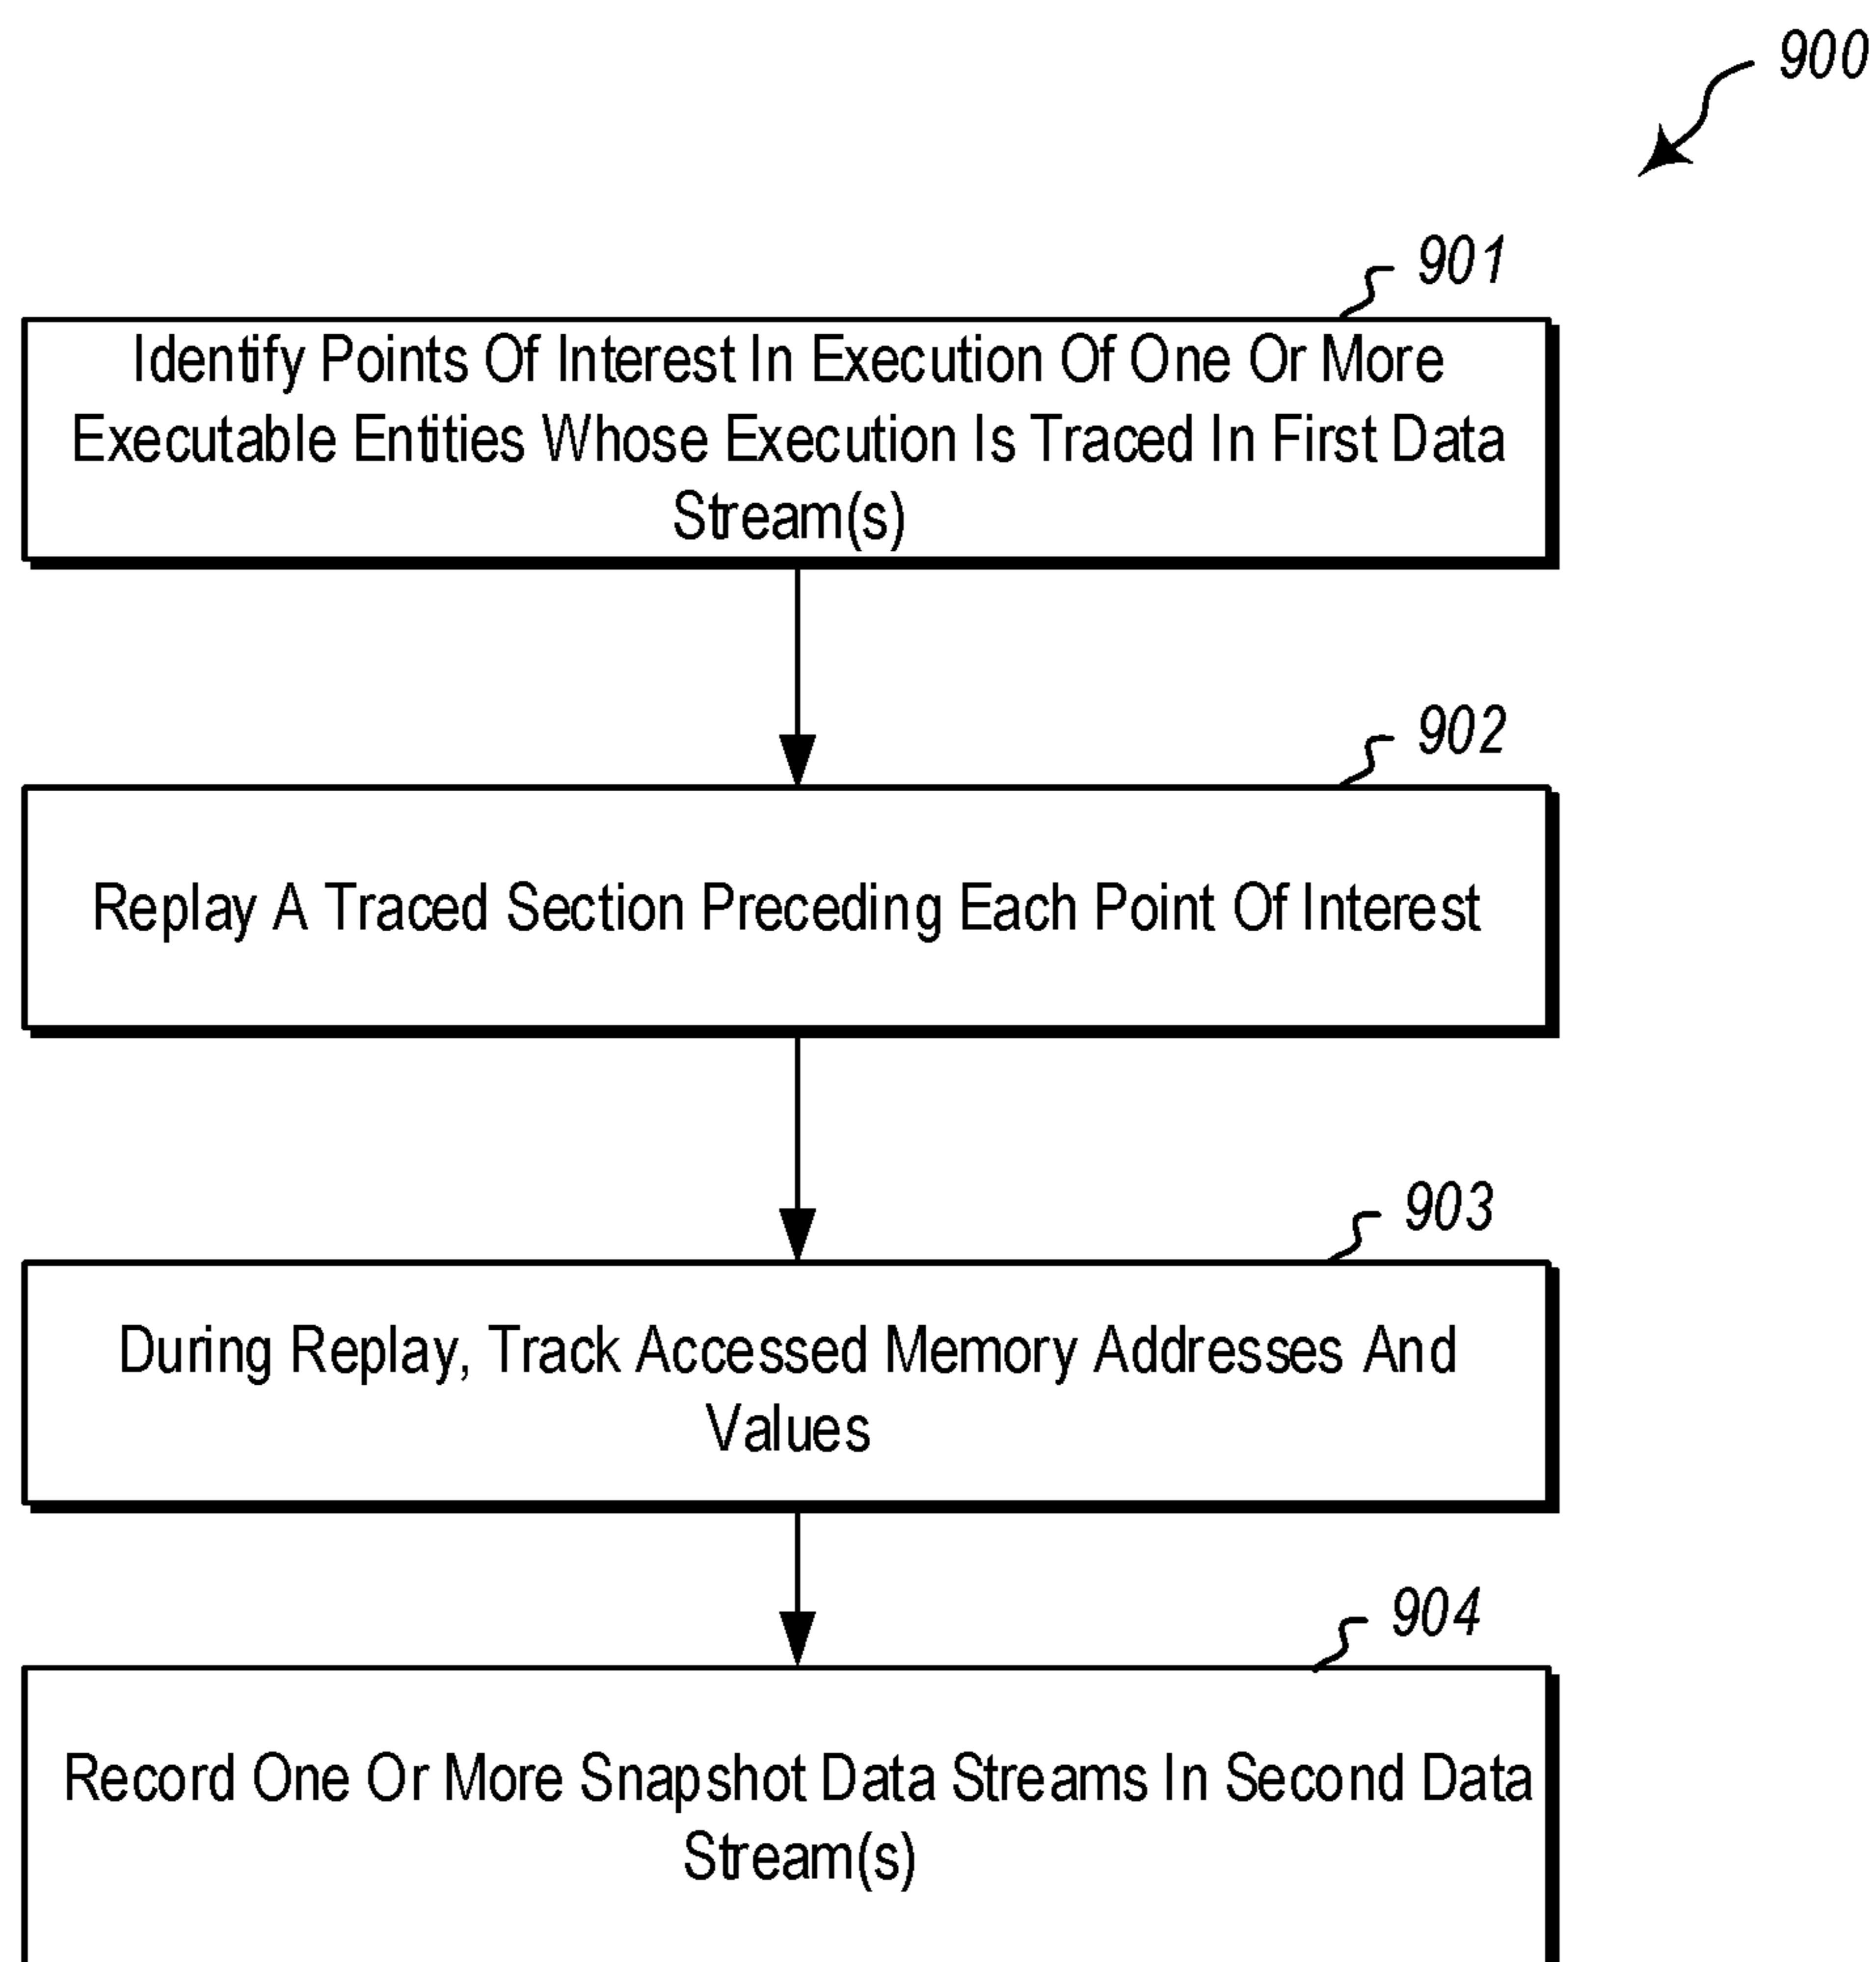 900
901
Identify Points Of Interest In Execution Of One Or More
Executable Entities Whose Execution Is Traced In First Data
Stream(s)
902
Replay A Traced Section Preceding Each Point Of Interest
903
During Replay, Track Accessed Memory Addresses And
Values
904
Record One Or More Snapshot Data Streams In Second Data
Stream(s)